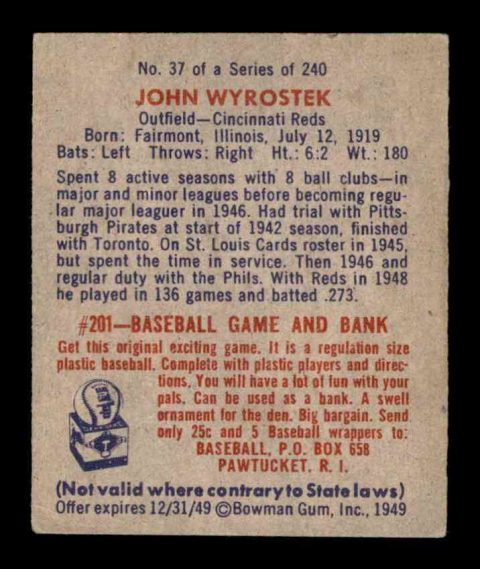 No. 37 of a Series of 240
JOHN WYROSTEK
Outfield—Cincinnati Reds
Born: Fairmont, Illinois, July 12, 1919
Bats: Left Throws: Right Ht.: 6:2 Wt.: 180
Spent 8 active seasons with 8 ball clubs—in
major and minor leagues before becoming regu-
lar major leaguer in 1946. Had trial with Pitts-
burgh Pirates at start of 1942 season, finished
with Toronto. On St. Louis Cards roster in 1945,
but spent the time in service. Then 1946 and
regular duty with the Phils. With Reds in 1948
he played in 136 games and batted .273.
#201—BASEBALL GAME AND BANK
Get this original exciting game. It is a regulation size
plastic baseball. Complete with plastic players and direc-
tions. You will have a lot of fun with your
pals. Can be used as a bank. A swell
ornament for the den. Big bargain. Send
only 25c and 5 Baseball wrappers to:
BASEBALL, P.O. BOX 658
PAWTUCKET, R. I.
(Not valid where contrary to State laws)
Offer expires 12/31/49 ©Bowman Gum, Inc., 1949